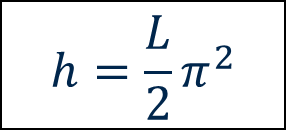 h = L/2 π²